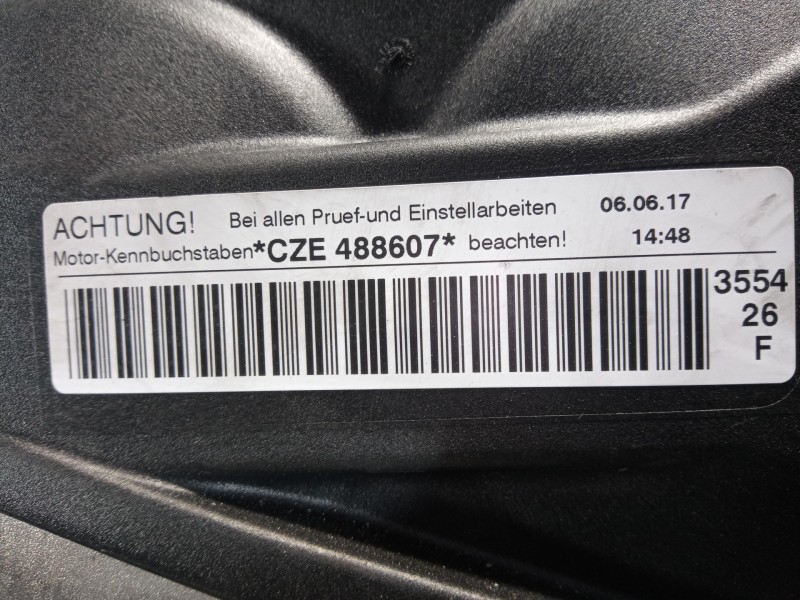 ACHTUNG! Bei allen Pruef-und Einstellarbeiten 06.06.17
Motor-Kennbuchstaben *CZE 488607* beachten! 14:48
3554
26
F